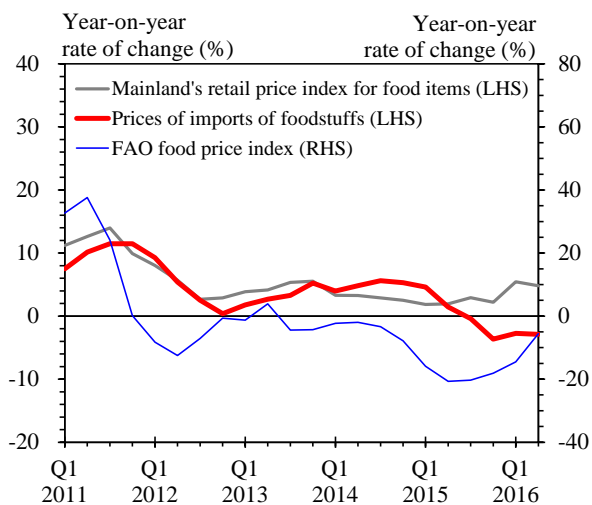 Year-on-year
rate of change (%)
Year-on-year
rate of change (%)
40
30
20
10
0
-10
-20
80
60
40
20
0
-20
-40
Mainland's retail price index for food items (LHS)
Prices of imports of foodstuffs (LHS)
FAO food price index (RHS)
Q1 Q1 Q1 Q1 Q1 Q1
2011 2012 2013 2014 2015 2016